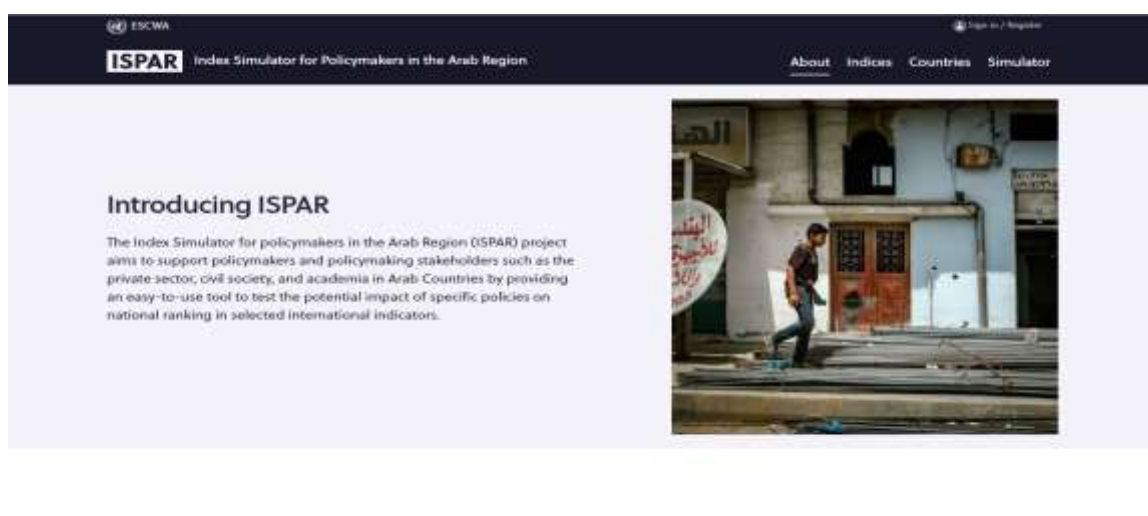 ESCWA
Sign in / Register
ISPAR Index Simulator for Policymakers in the Arab Region
About Indices Countries Simulator
Introducing ISPAR
The Index Simulator for policymakers in the Arab Region (ISPAR) project
aims to support policymakers and policymaking stakeholders such as the
private sector, civil society, and academia in Arab Countries by providing
an easy-to-use tool to test the potential impact of specific policies on
national ranking in selected international indicators.